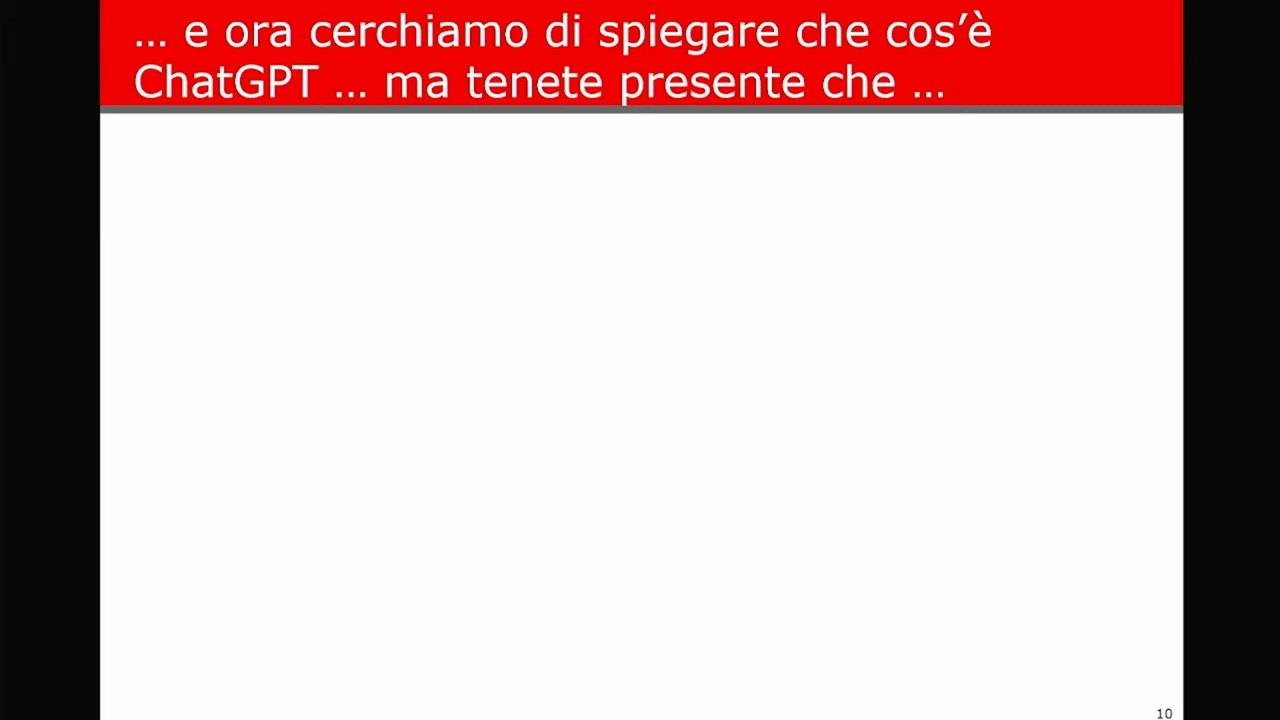 … e ora cerchiamo di spiegare che cos’è
ChatGPT … ma tenete presente che …
10